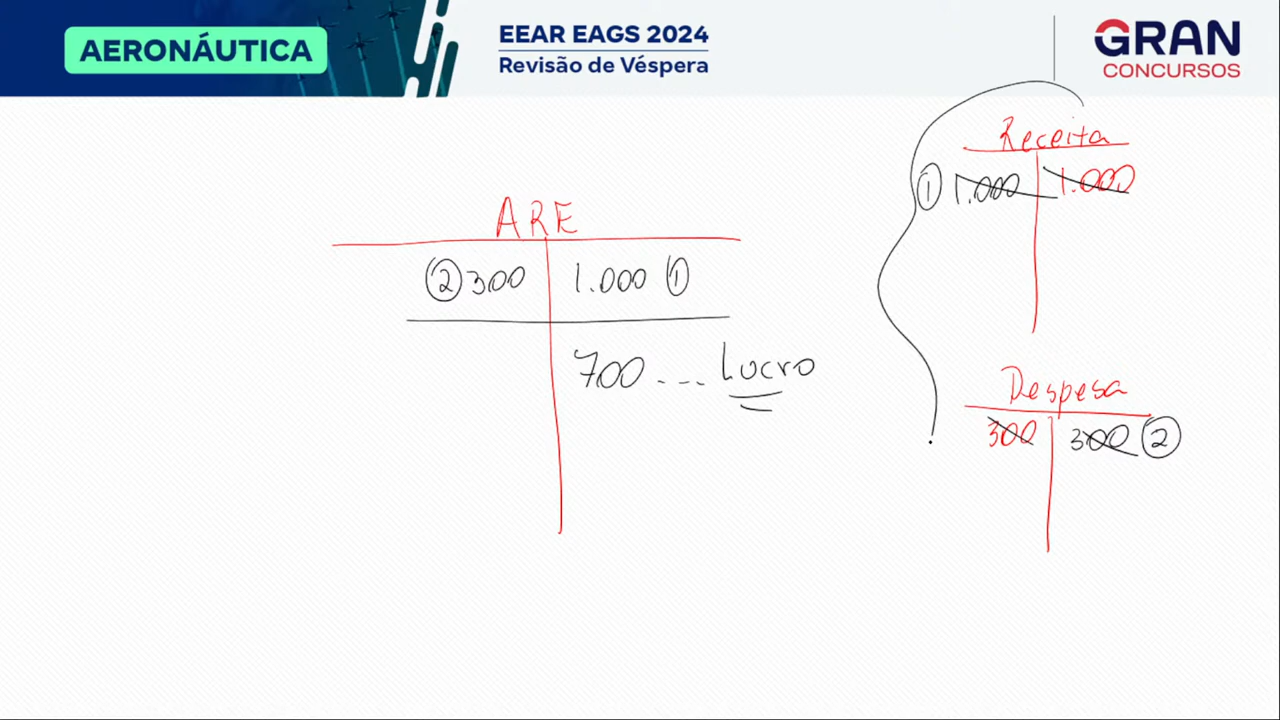 AERONÁUTICA
EEAR EAGS 2024
Revisão de Véspera
GRAN
CONCURSOS
Receita
① 1.000 1.000
ARE
② 300 1.000 ①
700 ... Lucro
Despesa
300 300 ②